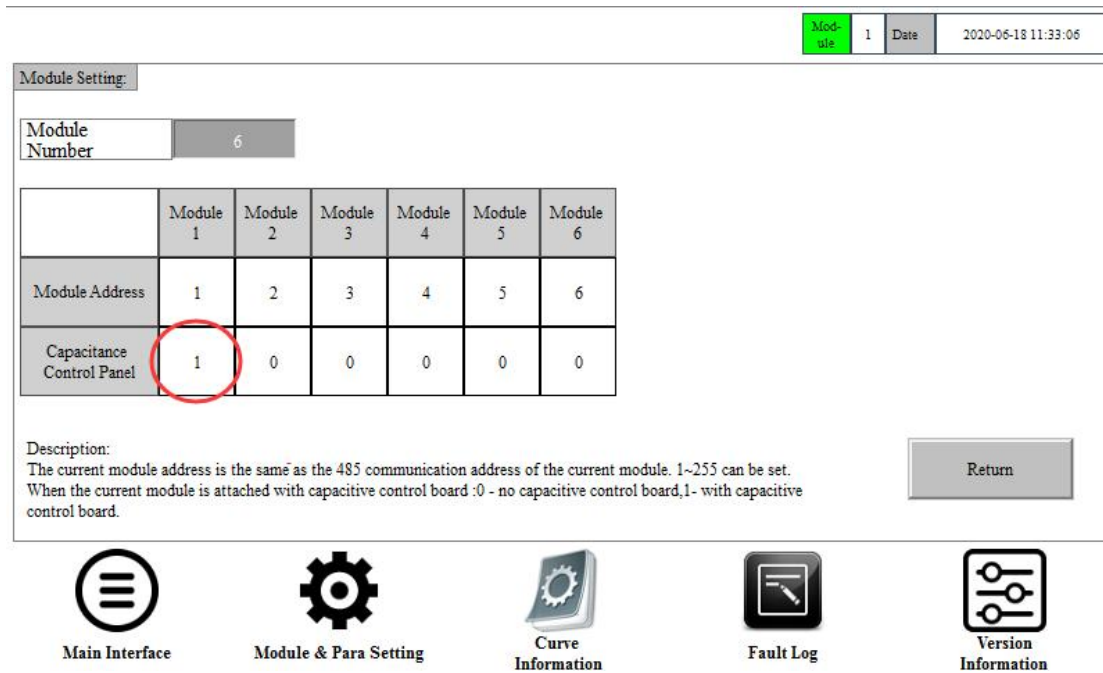 Mod-
ule
1
Date
2020-06-18 11:33:06
Module Setting:
Module
Number
6
Module
1
Module
2
Module
3
Module
4
Module
5
Module
6
Module Address
1
2
3
4
5
6
Capacitance
Control Panel
1
0
0
0
0
0
Description:
The current module address is the same as the 485 communication address of the current module. 1~255 can be set.
When the current module is attached with capacitive control board :0 - no capacitive control board,1- with capacitive
control board.
Return
Main Interface
Module & Para Setting
Curve
Information
Fault Log
Version
Information